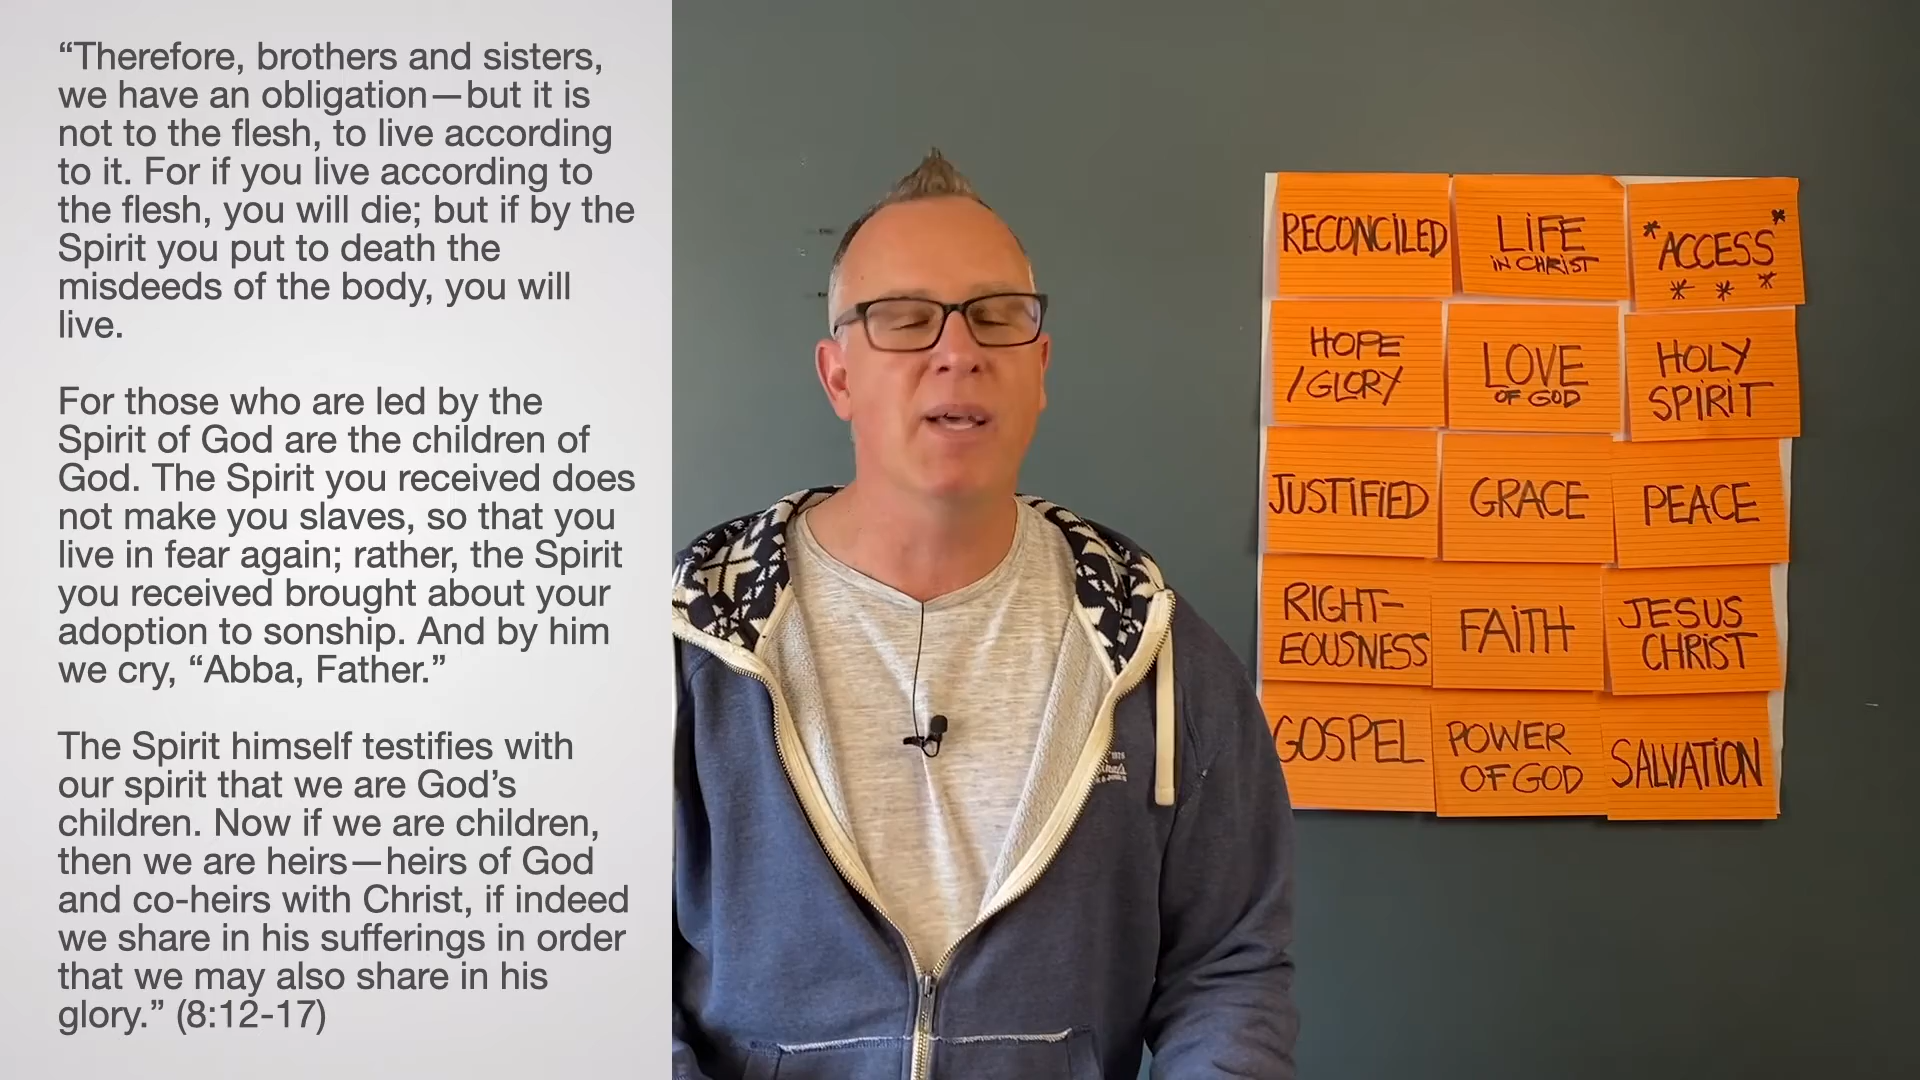 “Therefore, brothers and sisters,
we have an obligation—but it is
not to the flesh, to live according
to it. For if you live according to
the flesh, you will die; but if by the
Spirit you put to death the
misdeeds of the body, you will
live.
For those who are led by the
Spirit of God are the children of
God. The Spirit you received does
not make you slaves, so that you
live in fear again; rather, the Spirit
you received brought about your
adoption to sonship. And by him
we cry, “Abba, Father.”
The Spirit himself testifies with
our spirit that we are God’s
children. Now if we are children,
then we are heirs—heirs of God
and co-heirs with Christ, if indeed
we share in his sufferings in order
that we may also share in his
glory.” (8:12-17)
RECONCILED
LIFE
IN CHRIST
*ACCESS*
* * *
HOPE
/GLORY
LOVE
OF GOD
HOLY
SPIRIT
JUSTIFIED
GRACE
PEACE
RIGHT-
EOUSNESS
FAITH
JESUS
CHRIST
GOSPEL
POWER
OF GOD
SALVATION